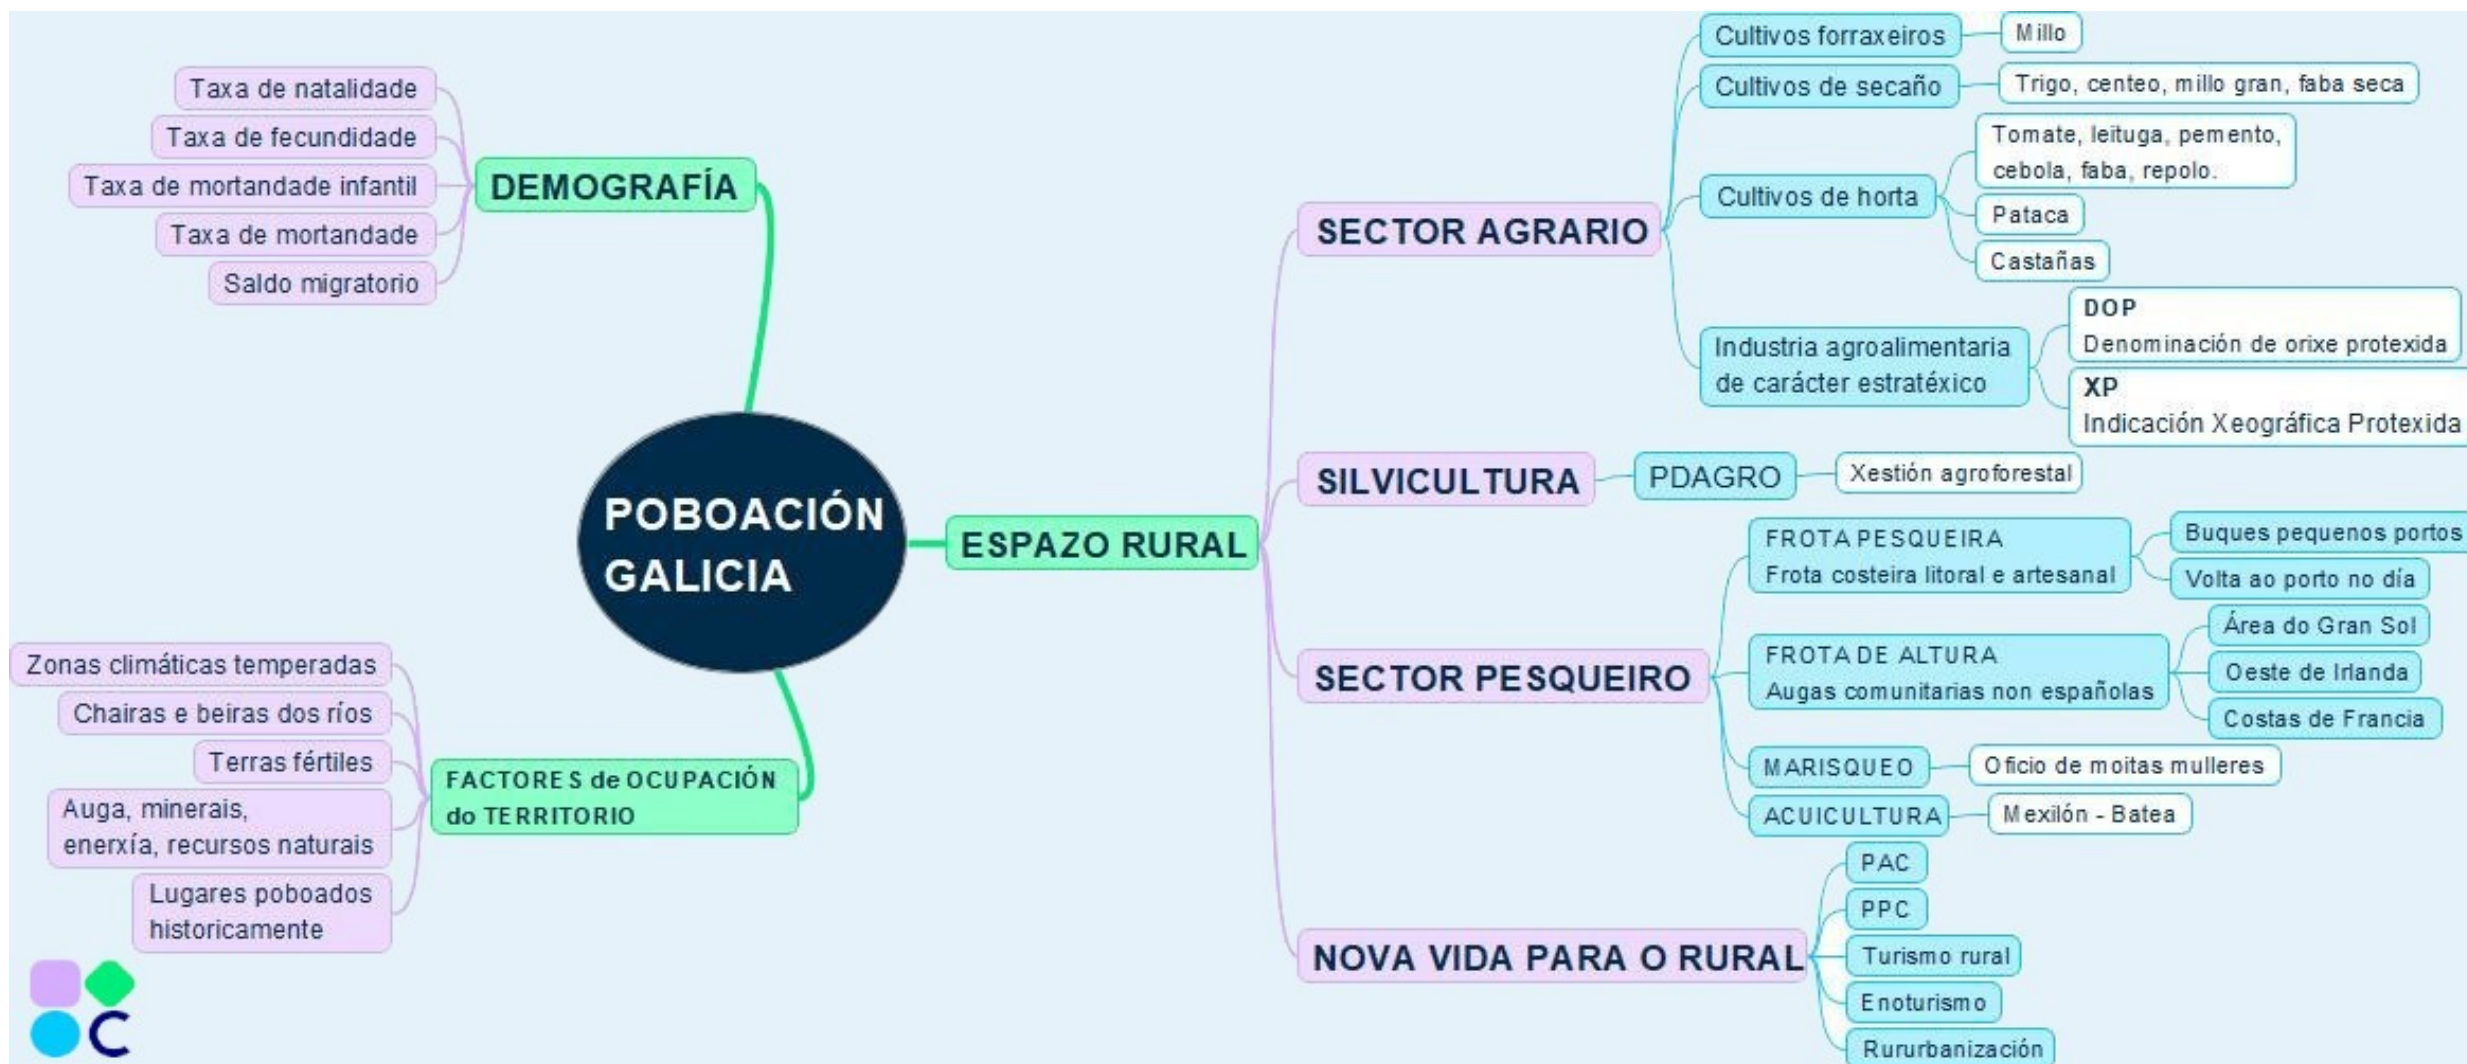 POBOACIÓN
GALICIA
DEMOGRAFÍA
Taxa de natalidade
Taxa de fecundidade
Taxa de mortandade infantil
Taxa de mortandade
Saldo migratorio
FACTORES de OCUPACIÓN
do TERRITORIO
Zonas climáticas temperadas
Chairas e beiras dos ríos
Terras fértiles
Auga, minerais,
enerxía, recursos naturais
Lugares poboados
historicamente
ESPAZO RURAL
SECTOR AGRARIO
Cultivos forraxeiros
Millo
Cultivos de secaño
Trigo, centeo, millo gran, faba seca
Cultivos de horta
Tomate, leituga, pemento,
cebola, faba, repolo.
Pataca
Castañas
Industria agroalimentaria
de carácter estratéxico
DOP
Denominación de orixe protexida
XP
Indicación Xeográfica Protexida
SILVICULTURA
PDAGRO
Xestión agroforestal
SECTOR PESQUEIRO
FROTA PESQUEIRA
Frota costeira litoral e artesanal
Buques pequenos portos
Volta ao porto no día
FROTA DE ALTURA
Augas comunitarias non españolas
Área do Gran Sol
Oeste de Irlanda
Costas de Francia
MARISQUEO
Oficio de moitas mulleres
ACUICULTURA
Mexilón - Batea
NOVA VIDA PARA O RURAL
PAC
PPC
Turismo rural
Enoturismo
Rururbanización